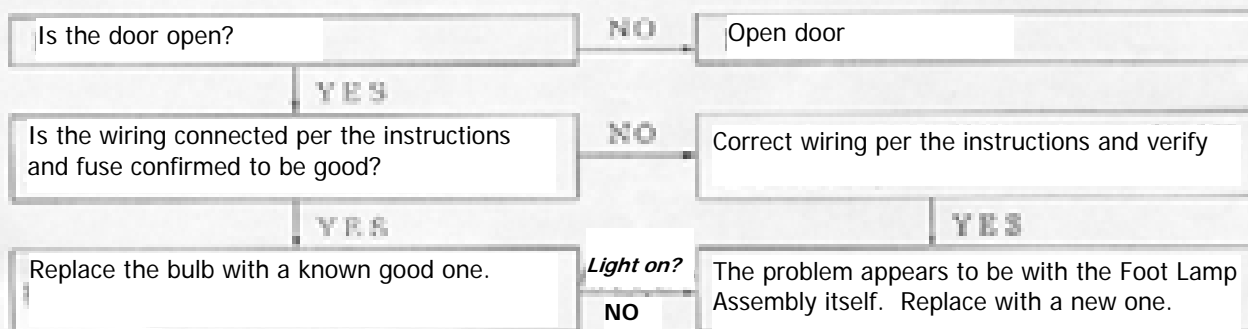 Is the door open?
NO
Open door
YES
Is the wiring connected per the instructions
and fuse confirmed to be good?
NO
Correct wiring per the instructions and verify
YES
YES
Replace the bulb with a known good one.
Light on?
NO
The problem appears to be with the Foot Lamp
Assembly itself. Replace with a new one.